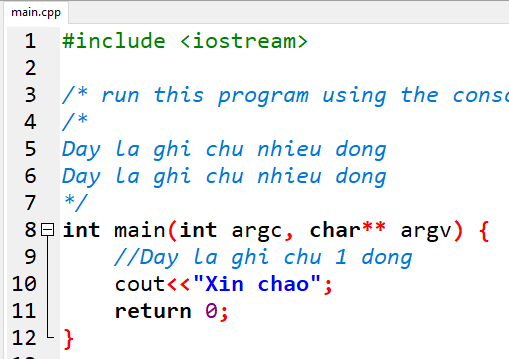 main.cpp
1 #include <iostream>
2
3 /* run this program using the
4 /*
5 Day la ghi chu nhieu dong
6 Day la ghi chu nhieu dong
7 */
8 int main(int argc, char** argv) {
9 //Day la ghi chu 1 dong
10 cout<<"Xin chao";
11 return 0;
12 }